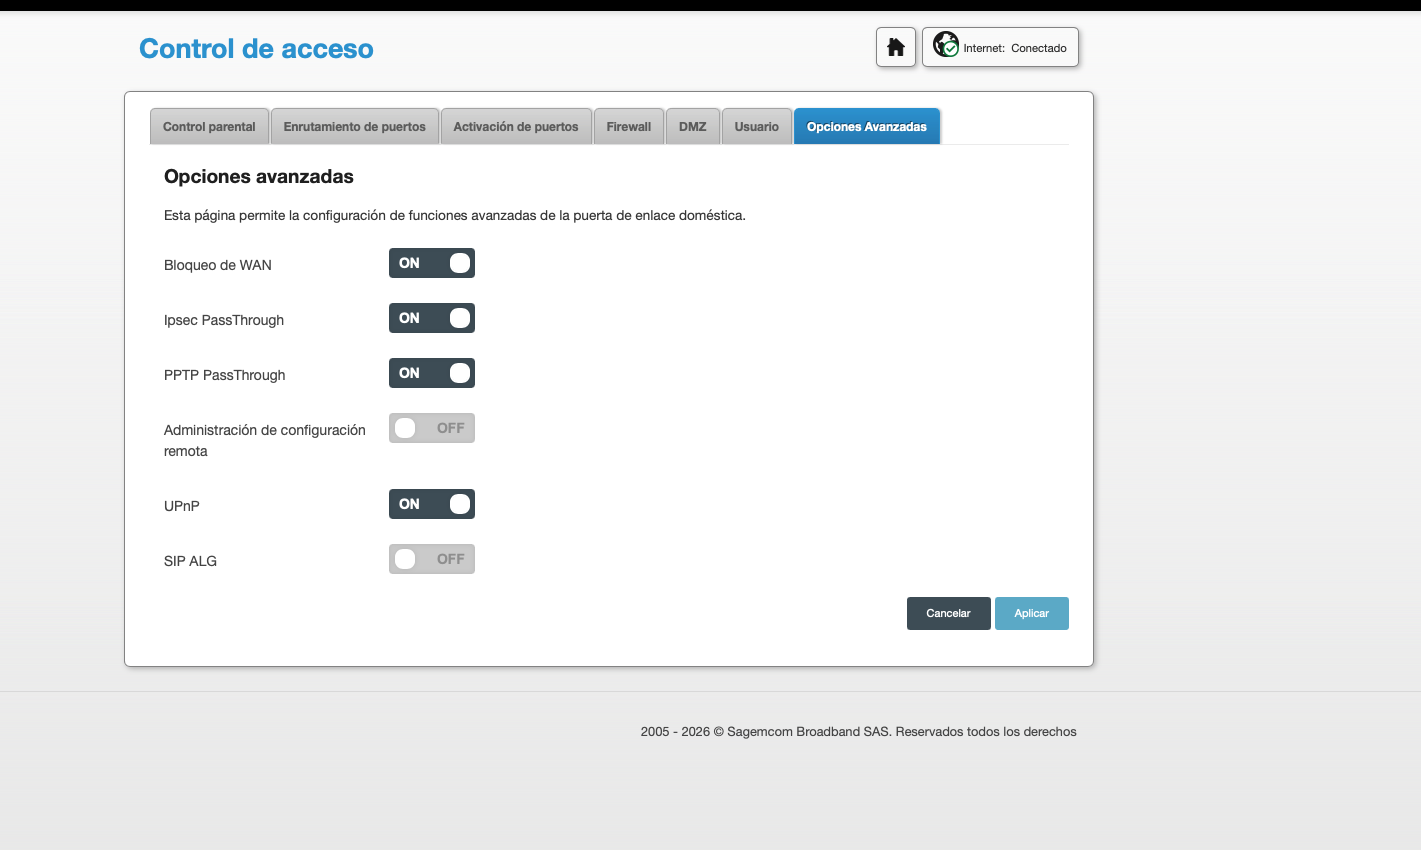 Control de acceso
Internet: Conectado
Control parental
Enrutamiento de puertos
Activación de puertos
Firewall
DMZ
Usuario
Opciones Avanzadas
Opciones avanzadas
Esta página permite la configuración de funciones avanzadas de la puerta de enlace doméstica.
Bloqueo de WAN
ON
Ipsec PassThrough
ON
PPTP PassThrough
ON
Administración de configuración
remota
OFF
UPnP
ON
SIP ALG
OFF
Cancelar
Aplicar
2005 - 2026 © Sagemcom Broadband SAS. Reservados todos los derechos